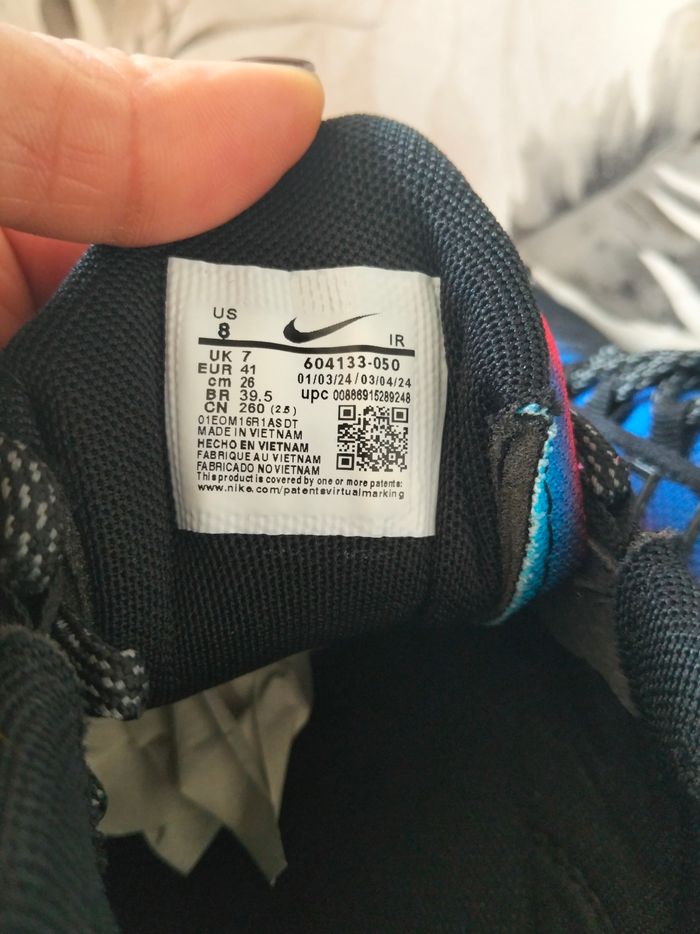 US
8
IR
UK 7
EUR 41
cm 26
BR 39.5
CN 260 (2.5)
604133-050
01/03/24 / 03/04/24
upc 00886915289248
01EOM16R1ASDT
MADE IN VIETNAM
HECHO EN VIETNAM
FABRIQUE AU VIETNAM
FABRICADO NO VIETNAM
This product is covered by one or more patents:
www.nike.com/patentsvirtualmarking